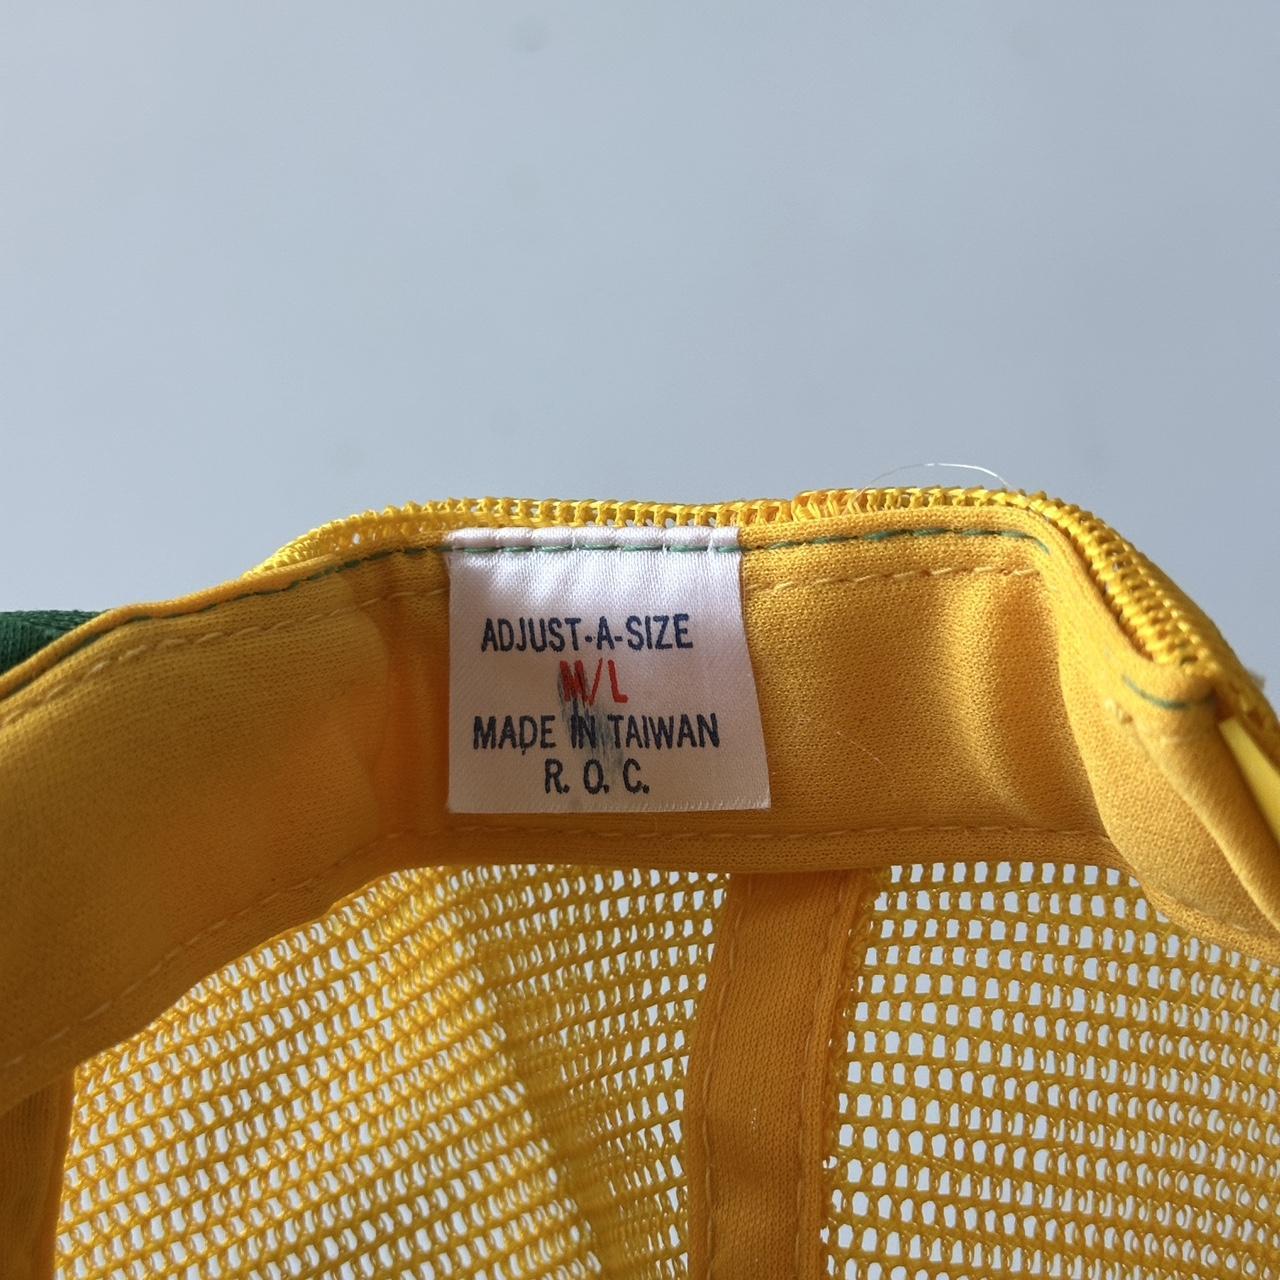 ADJUST-A-SIZE
M/L
MADE IN TAIWAN
R. O. C.